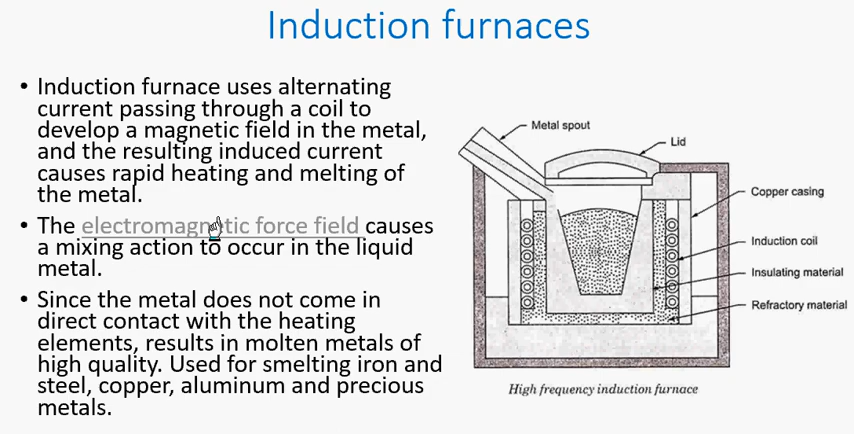 Induction furnaces
• Induction furnace uses alternating
current passing through a coil to
develop a magnetic field in the metal,
and the resulting induced current
causes rapid heating and melting of
the metal.
• The electromagnetic force field causes
a mixing action to occur in the liquid
metal.
• Since the metal does not come in
direct contact with the heating
elements, results in molten metals of
high quality. Used for smelting iron and
steel, copper, aluminum and precious
metals.
Metal spout
Lid
Copper casing
Induction coil
Insulating material
Refractory material
High frequency induction furnace